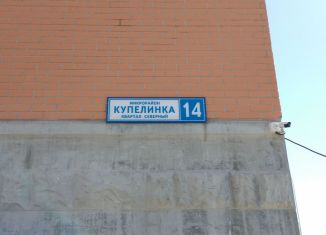 МИКРОРАЙОН
КУПЕЛИНКА
КВАРТАЛ СЕВЕРНЫЙ
14